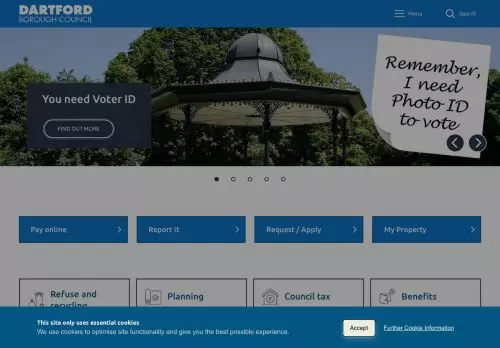 DARTFORD
BOROUGH COUNCIL
Menu
Search
You need Voter ID
FIND OUT MORE
Remember,
I need
Photo ID
to vote
Pay online
Report it
Request / Apply
My Property
Refuse and
recycling
Planning
Council tax
Benefits
This site only uses essential cookies
We use cookies to optimise site functionality and give you the best possible experience.
Accept
Further Cookie Information